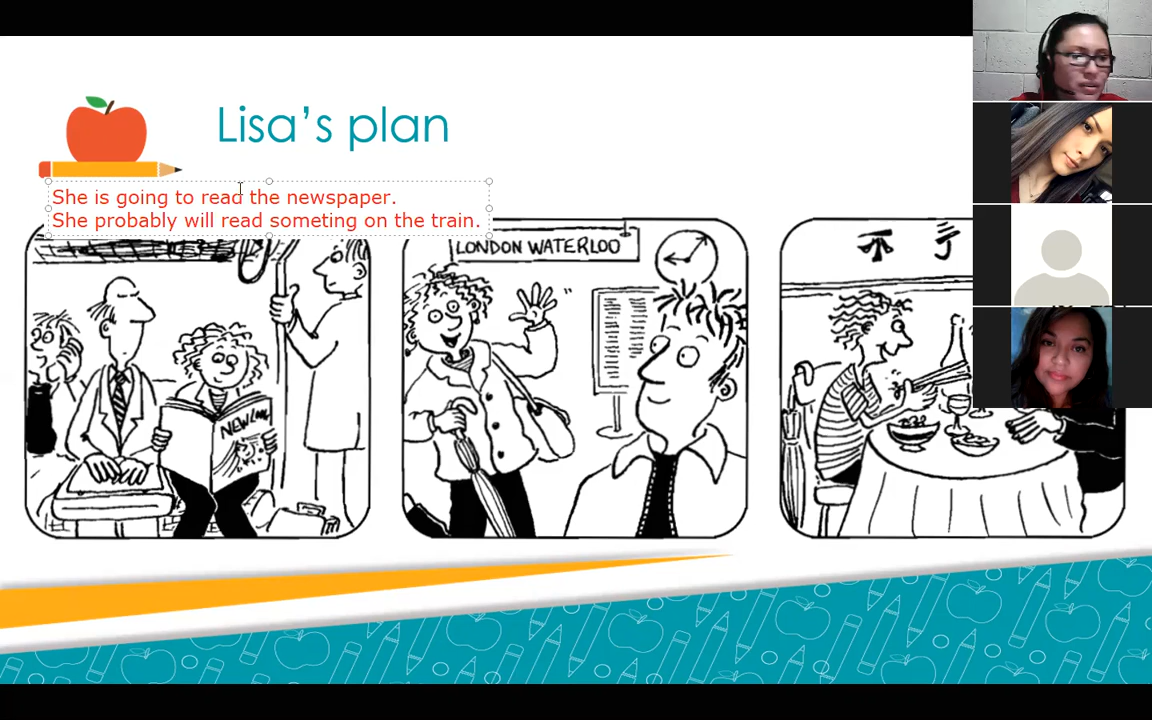 Lisa's plan
She is going to read the newspaper.
She probably will read someting on the train.
LONDON WATERLOO